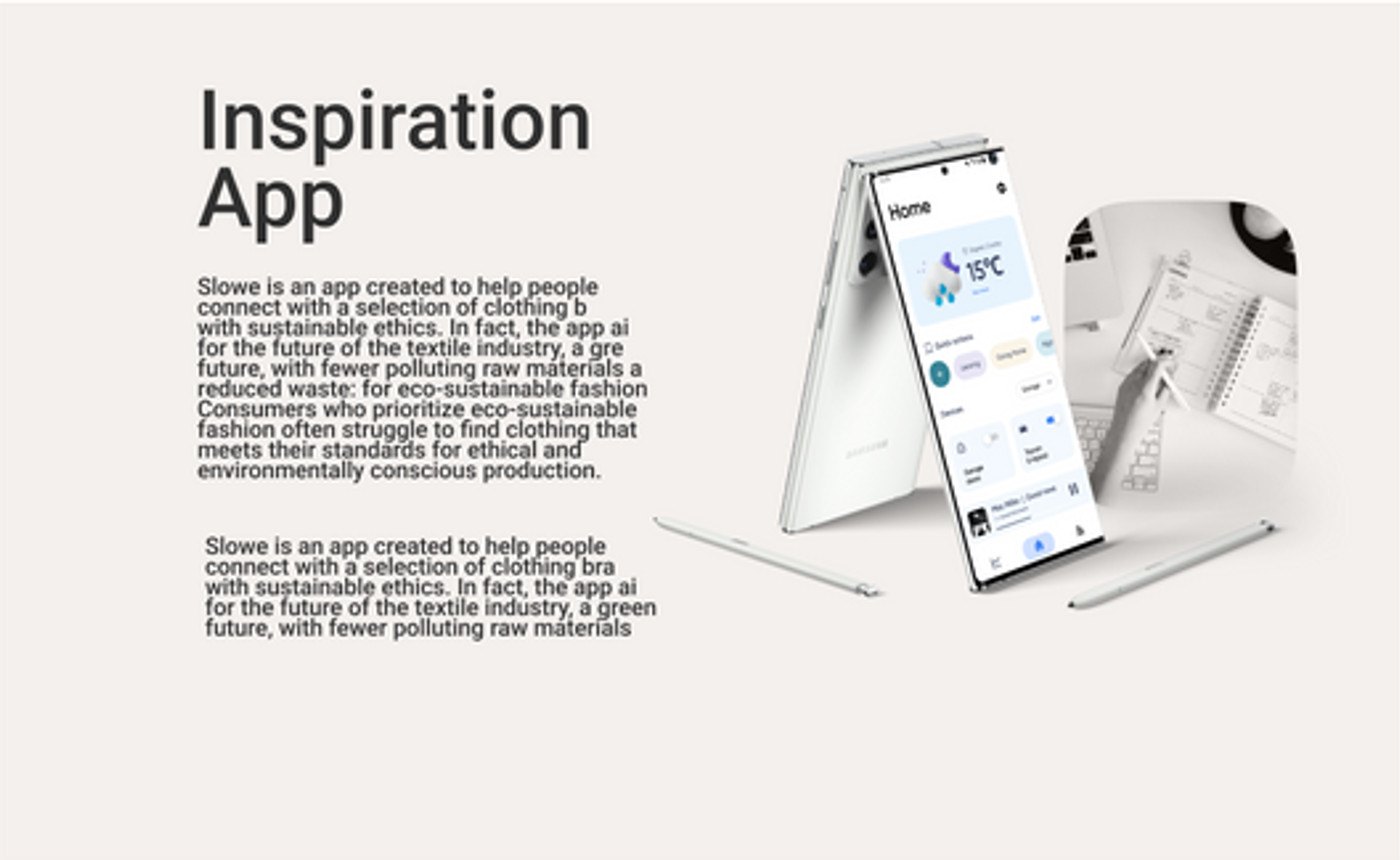 Inspiration
App
Slowe is an app created to help people
connect with a selection of clothing b
with sustainable ethics. In fact, the app ai
for the future of the textile industry, a gre
future, with fewer polluting raw materials a
reduced waste: for eco-sustainable fashion
Consumers who prioritize eco-sustainable
fashion often struggle to find clothing that
meets their standards for ethical and
environmentally conscious production.
Slowe is an app created to help people
connect with a selection of clothing bra
with sustainable ethics. In fact, the app ai
for the future of the textile industry, a green
future, with fewer polluting raw materials
Home
15°C
Quick actions
Devices
SAMSUNG